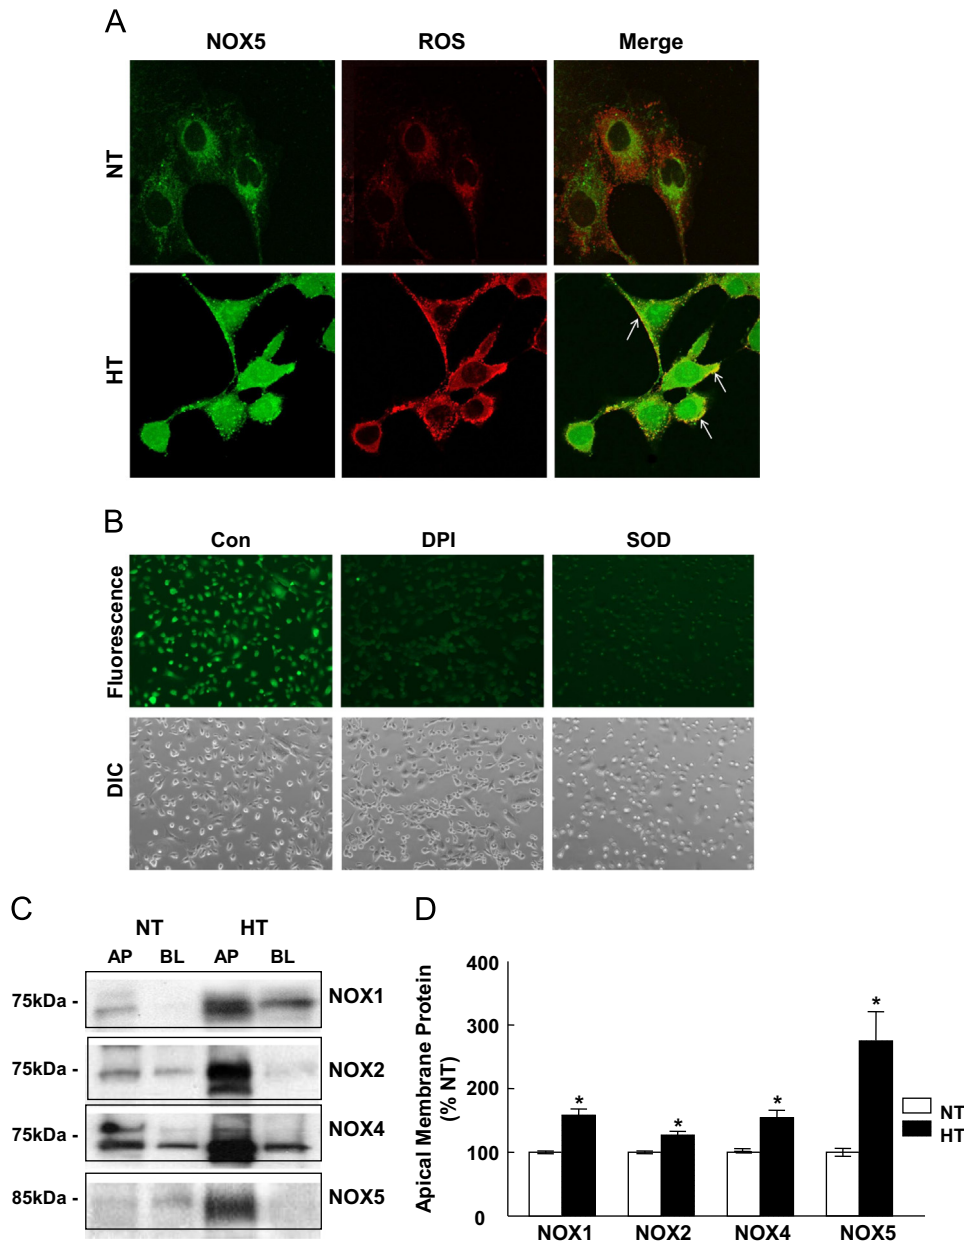 A
NOX5 ROS Merge
NT
HT
B
Con DPI SOD
Fluorescence
DIC
C
NT HT
AP BL AP BL
75kDa - NOX1
75kDa - NOX2
75kDa - NOX4
85kDa - NOX5
D
Apical Membrane Protein
(% NT)
400
300
200
100
0
* * * *
NT
HT
NOX1 NOX2 NOX4 NOX5